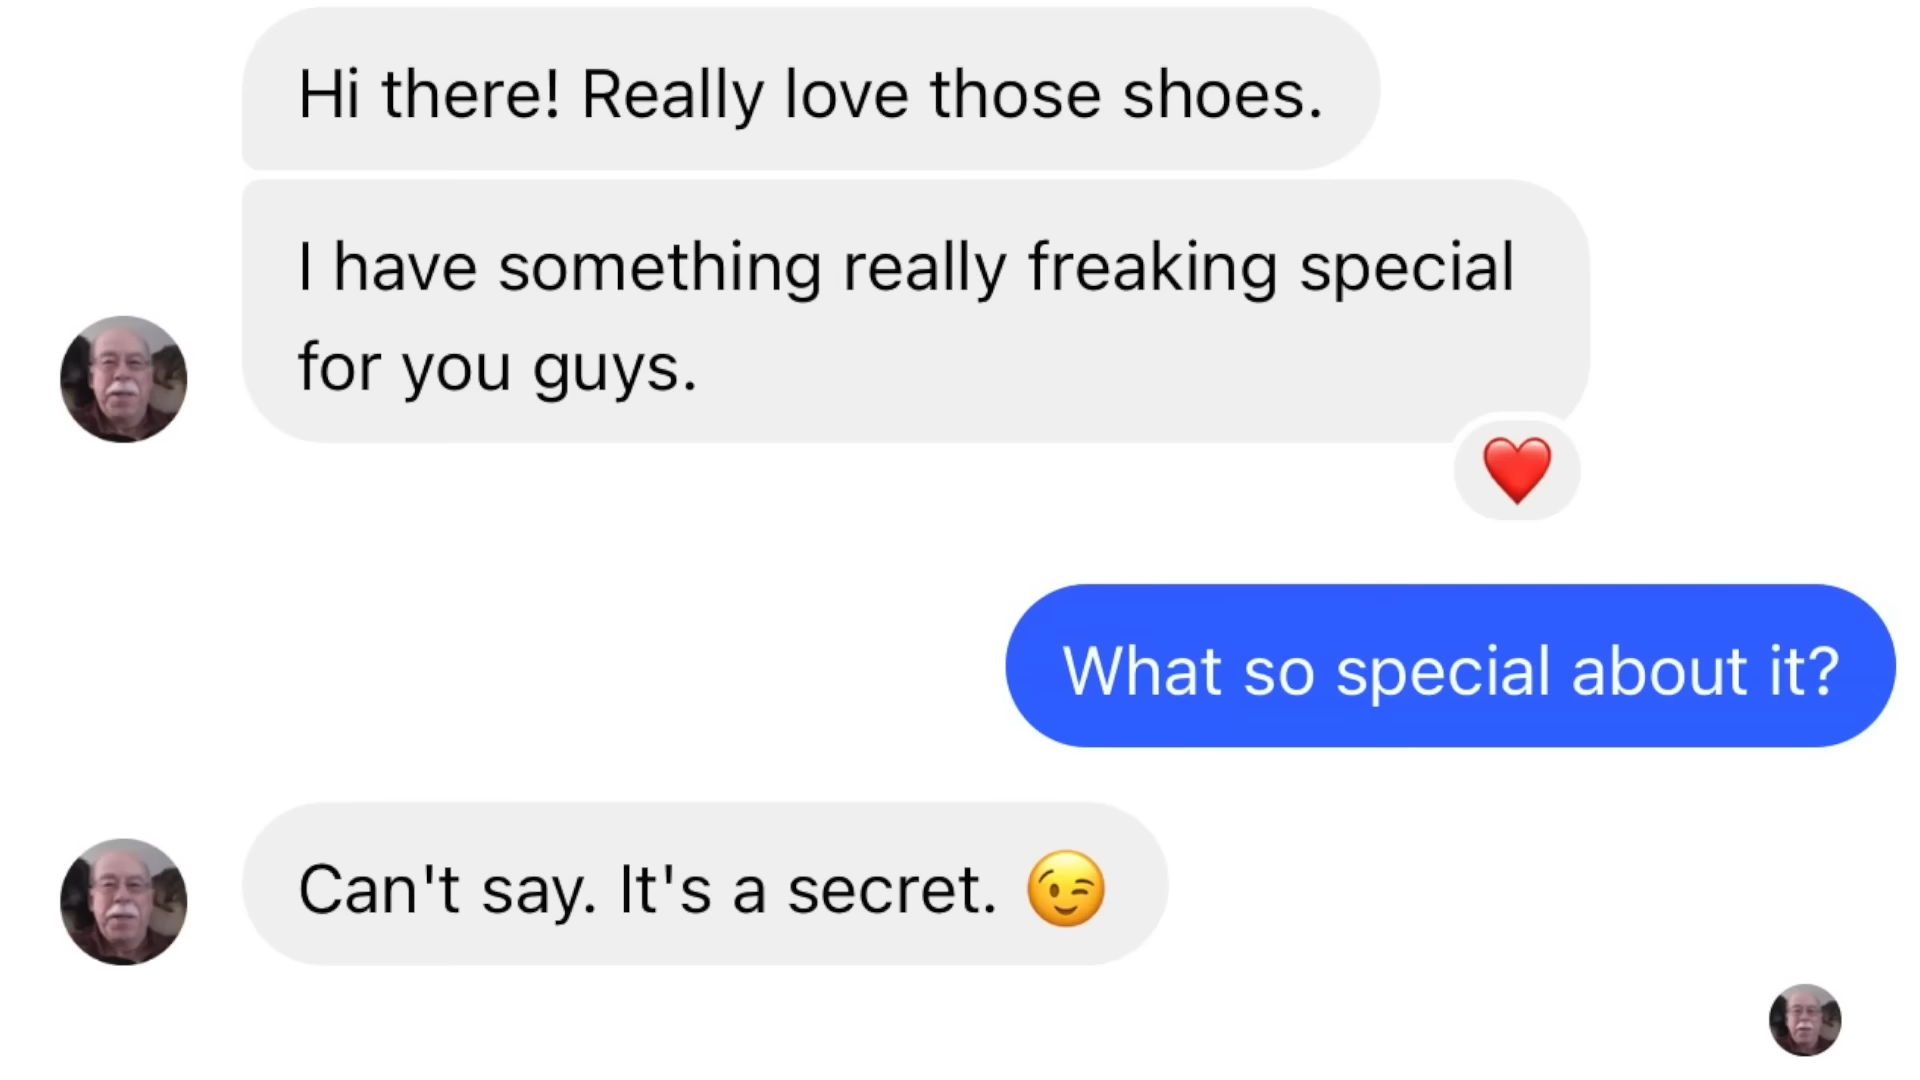 Hi there! Really love those shoes.
I have something really freaking special
for you guys.
What so special about it?
Can't say. It's a secret. 😉